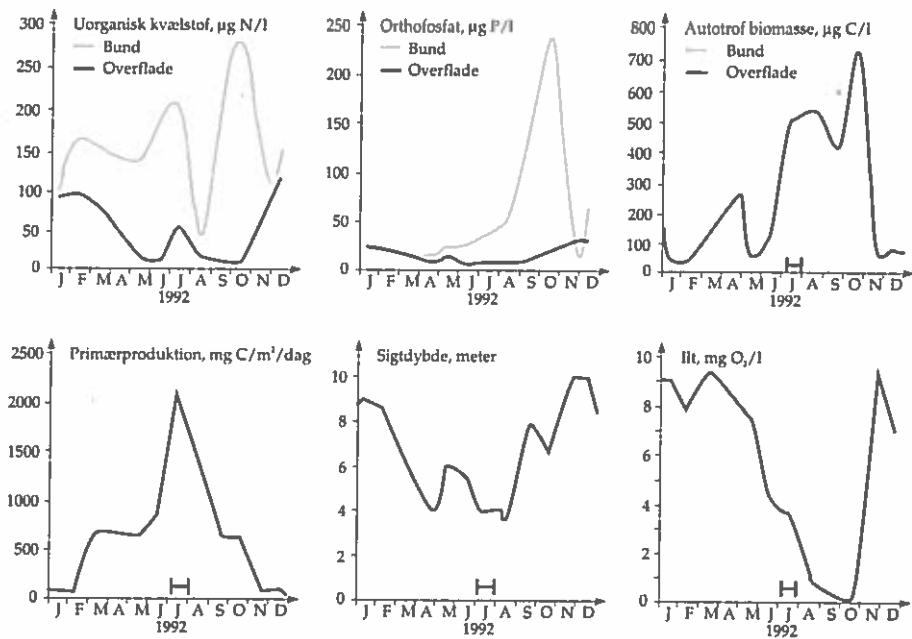 Uorganisk kvælstof, µg N/l
Bund
Overflade
300
250
200
150
100
50
0
J F M A M J J A S O N D
1992
Orthofosfat, µg P/l
Bund
Overflade
250
200
150
100
50
0
J F M A M J J A S O N D
1992
Autotrof biomasse, µg C/l
Bund
Overflade
800
700
600
500
400
300
200
100
0
J F M A M J J A S O N D
1992
Primærproduktion, mg C/m²/dag
2500
2000
1500
1000
500
0
J F M A M J J A S O N D
1992
Sigtdybde, meter
10
8
6
4
2
0
J F M A M J J A S O N D
1992
Ilt, mg O₂/l
10
8
6
4
2
0
J F M A M J J A S O N D
1992